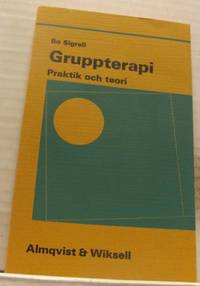 Bo Sigrell
Gruppterapi
Praktik och teori
Almqvist & Wiksell